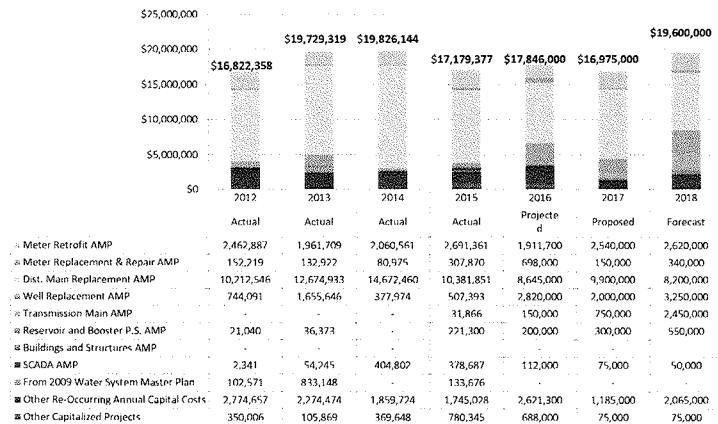 $25,000,000
$20,000,000
$15,000,000
$10,000,000
$5,000,000
$0
$16,822,358
$19,729,319
$19,826,144
$17,179,377
$17,846,000
$16,975,000
$19,600,000
2012 2013 2014 2015 2016 2017 2018
Actual Actual Actual Actual Projecte Proposed Forecast
d
Meter Retrofit AMP 2,462,887 1,961,709 2,060,561 2,691,361 1,911,700 2,540,000 2,620,000
Meter Replacement & Repair AMP 152,219 132,922 80,975 307,870 698,000 150,000 340,000
Dist. Main Replacement AMP 10,212,546 12,674,933 14,672,460 10,381,851 8,645,000 9,900,000 8,200,000
Well Replacement AMP 744,091 1,655,646 377,974 507,393 2,820,000 2,000,000 3,250,000
Transmission Main AMP - - - 31,866 150,000 750,000 2,450,000
Reservoir and Booster P.S. AMP 21,040 36,373 - 221,300 200,000 300,000 550,000
Buildings and Structures AMP - - - - - - -
SCADA AMP 2,341 54,245 404,802 378,687 112,000 75,000 50,000
From 2009 Water System Master Plan 102,571 833,148 - 133,676 - - -
Other Re-Occurring Annual Capital Costs 2,774,657 2,274,474 1,859,724 1,745,028 2,621,300 1,185,000 2,065,000
Other Capitalized Projects 350,006 105,869 369,648 780,345 688,000 75,000 75,000